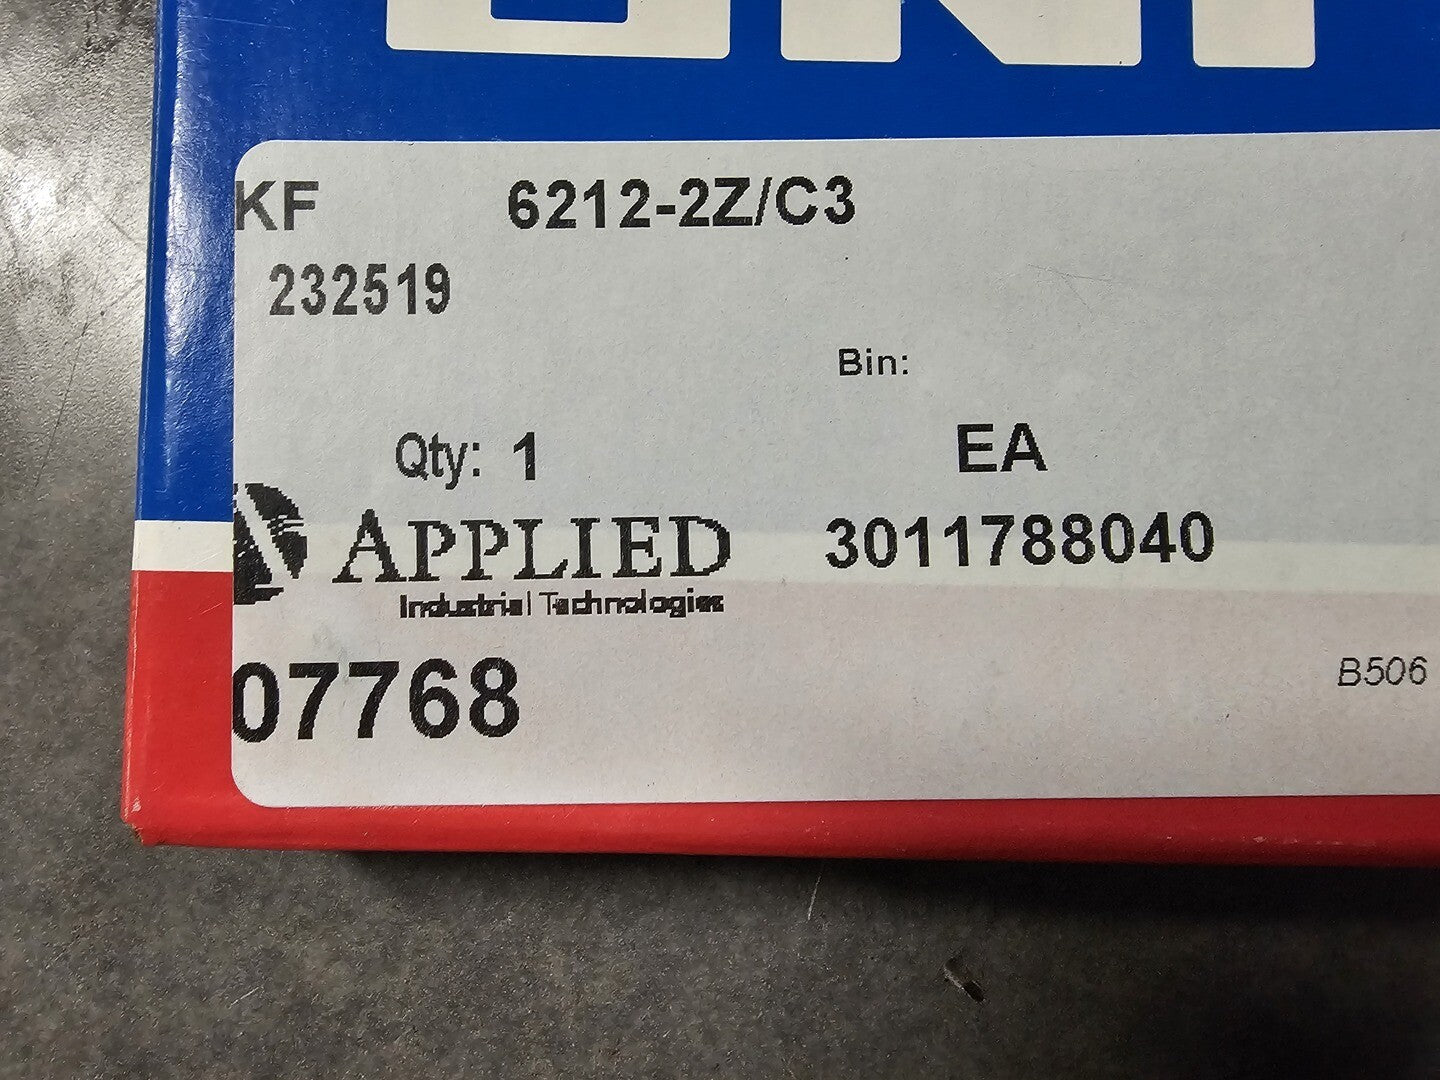 KF 6212-2Z/C3
232519
Bin:
Qty: 1 EA
APPLIED 3011788040
Industrial Technologies
07768
B506